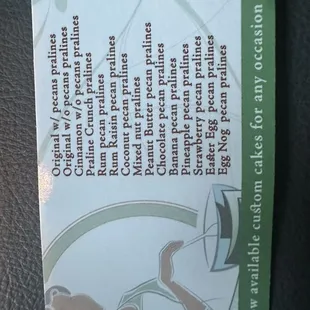 Original w/ pecans pralines
Original w/o pecans pralines
Cinnamon w/o pecans pralines
Praline Crunch pralines
Rum pecan pralines
Rum Raisin pecan pralines
Coconut pecan pralines
Mixed nut pralines
Peanut Butter pecan pralines
Chocolate pecan pralines
Banana pecan pralines
Pineapple pecan pralines
Strawberry pecan pralines
Easter Egg pecan pralines
Egg Nog pecan pralines
w available custom cakes for any occasion